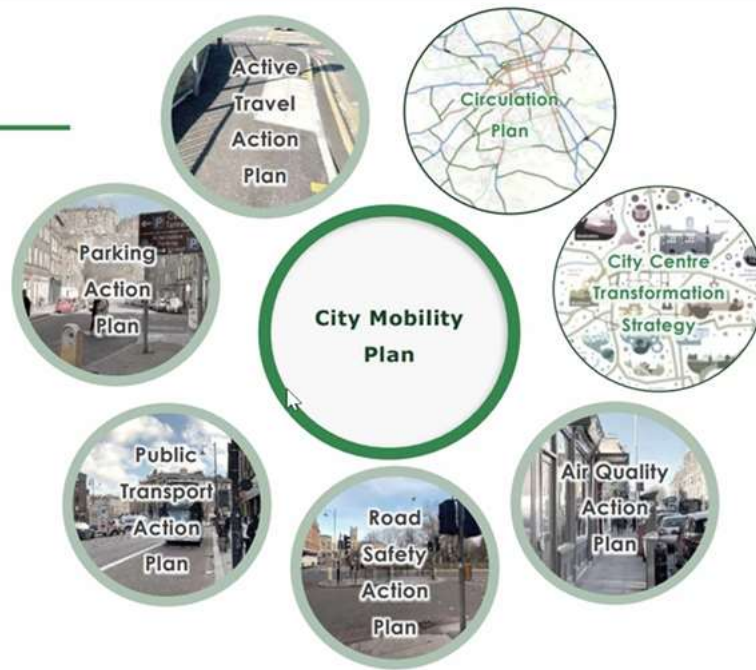 Active
Travel
Action
Plan
Circulation
Plan
Parking
Action
Plan
City Mobility
Plan
City Centre
Transformation
Strategy
Public
Transport
Action
Plan
Road
Safety
Action
Plan
Air Quality
Action
Plan